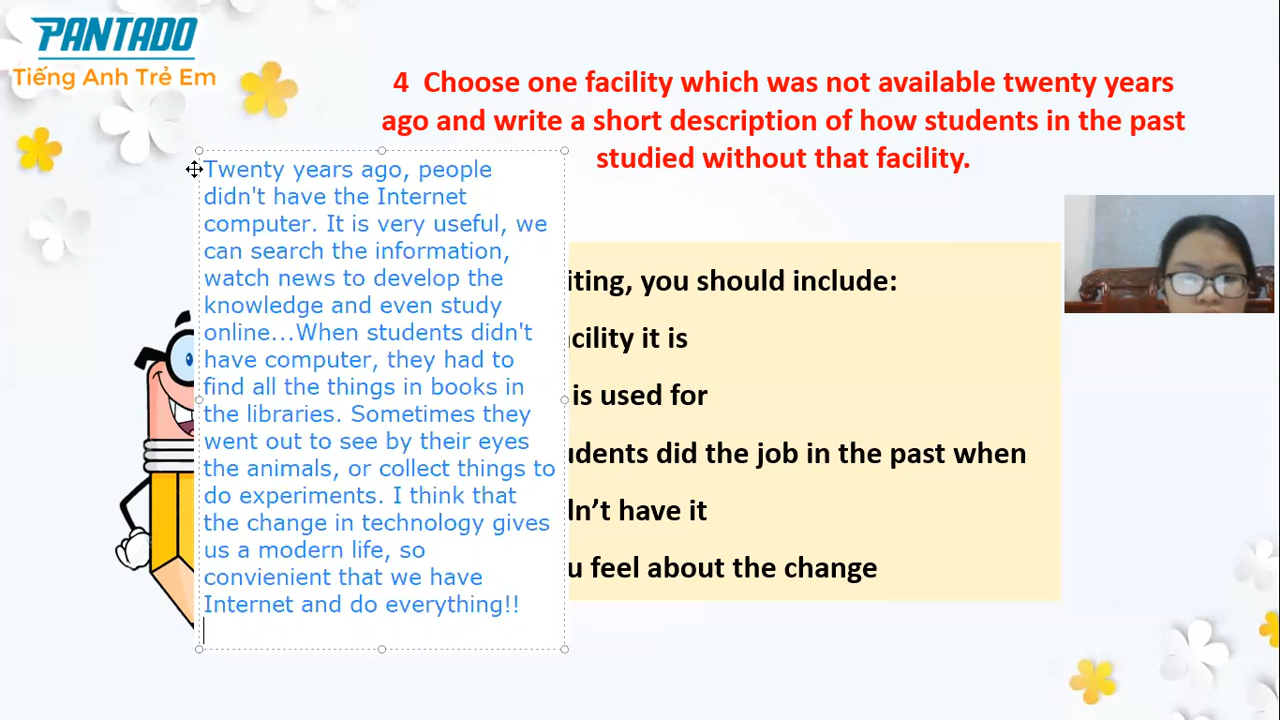 PANTADO
Tiếng Anh Trẻ Em
4 Choose one facility which was not available twenty years
ago and write a short description of how students in the past
studied without that facility.
Twenty years ago, people
didn't have the Internet
computer. It is very useful, we
can search the information,
watch news to develop the
knowledge and even study
online...When students didn't
have computer, they had to
find all the things in books in
the libraries. Sometimes they
went out to see by their eyes
the animals, or collect things to
do experiments. I think that
the change in technology gives
us a modern life, so
convienient that we have
Internet and do everything!!
iting, you should include:
cility it is
is used for
udents did the job in the past when
dn’t have it
u feel about the change